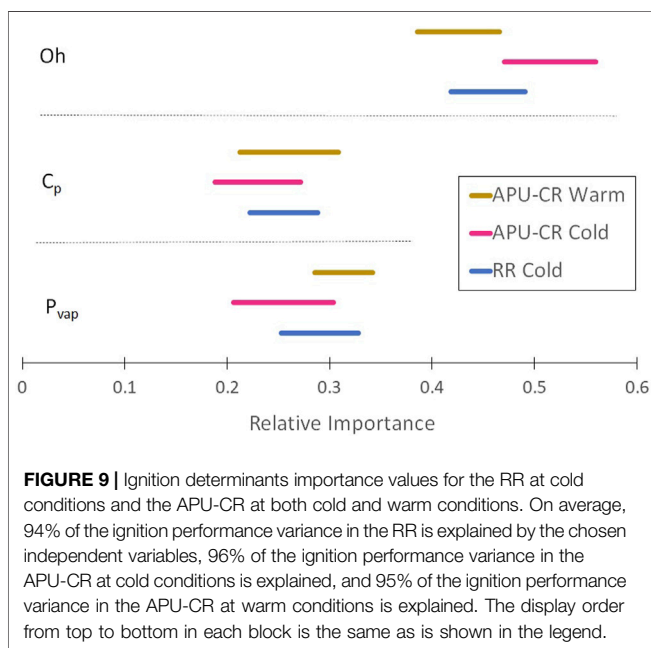 Oh
C_p
P_vap
APU-CR Warm
APU-CR Cold
RR Cold
0 0.1 0.2 0.3 0.4 0.5 0.6
Relative Importance
FIGURE 9 | Ignition determinants importance values for the RR at cold
conditions and the APU-CR at both cold and warm conditions. On average,
94% of the ignition performance variance in the RR is explained by the chosen
independent variables, 96% of the ignition performance variance in the
APU-CR at cold conditions is explained, and 95% of the ignition performance
variance in the APU-CR at warm conditions is explained. The display order
from top to bottom in each block is the same as is shown in the legend.